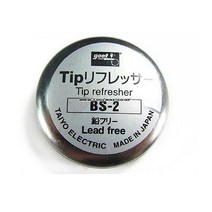 goot
Tipリフレッサー
Tip refresher
BS-2
鉛フリー
Lead free
TAIYO ELECTRIC MADE IN JAPAN